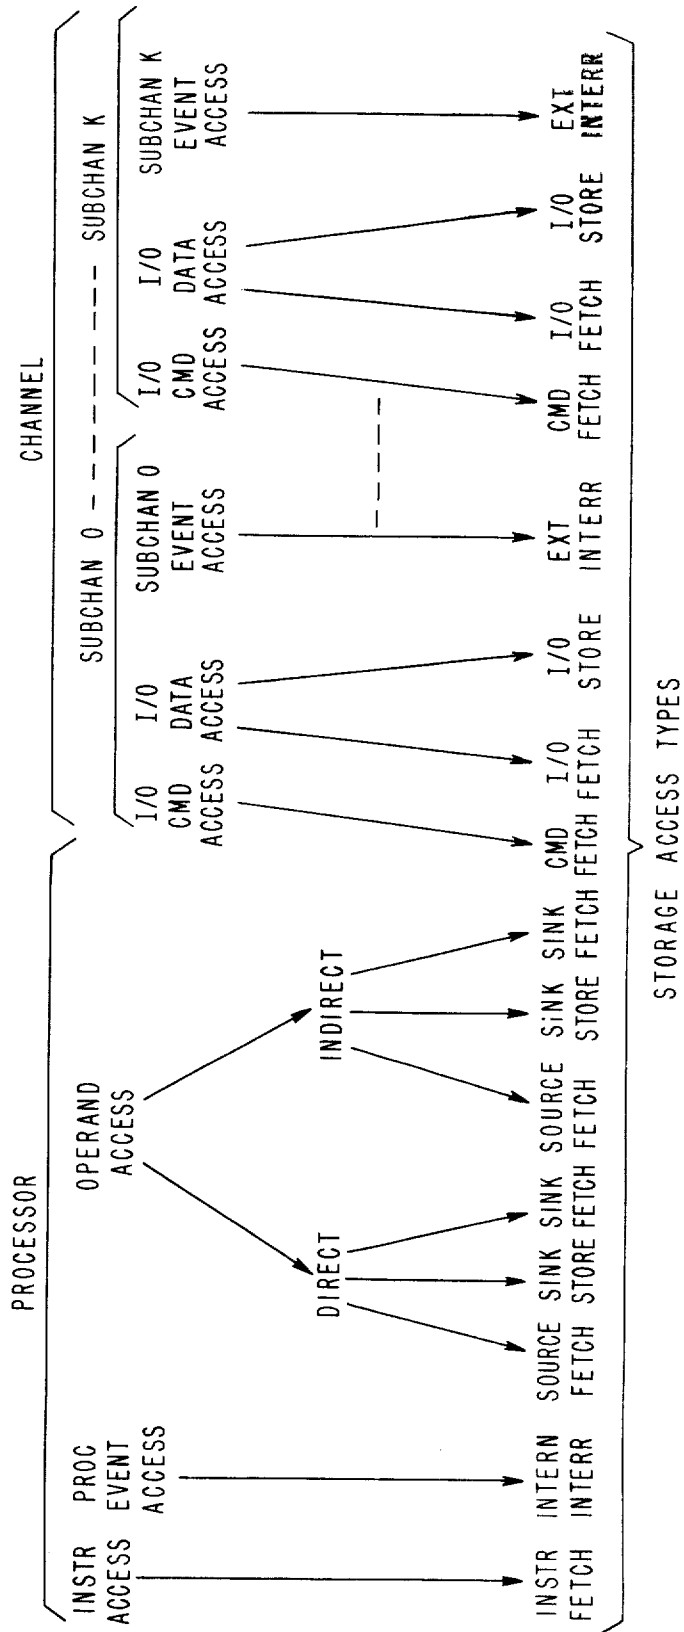 PROCESSOR
CHANNEL
SUBCHAN 0
SUBCHAN K
INSTR
ACCESS
PROC
EVENT
ACCESS
OPERAND
ACCESS
I/O
CMD
ACCESS
I/O
DATA
ACCESS
SUBCHAN 0
EVENT
ACCESS
I/O
CMD
ACCESS
I/O
DATA
ACCESS
SUBCHAN K
EVENT
ACCESS
DIRECT
INDIRECT
INSTR
FETCH
INTERN
INTERR
SOURCE
FETCH
SINK
STORE
SINK
FETCH
SOURCE
FETCH
SINK
STORE
SINK
FETCH
CMD
FETCH
I/O
FETCH
I/O
STORE
EXT
INTERR
CMD
FETCH
I/O
FETCH
I/O
STORE
EXT
INTERR
STORAGE ACCESS TYPES